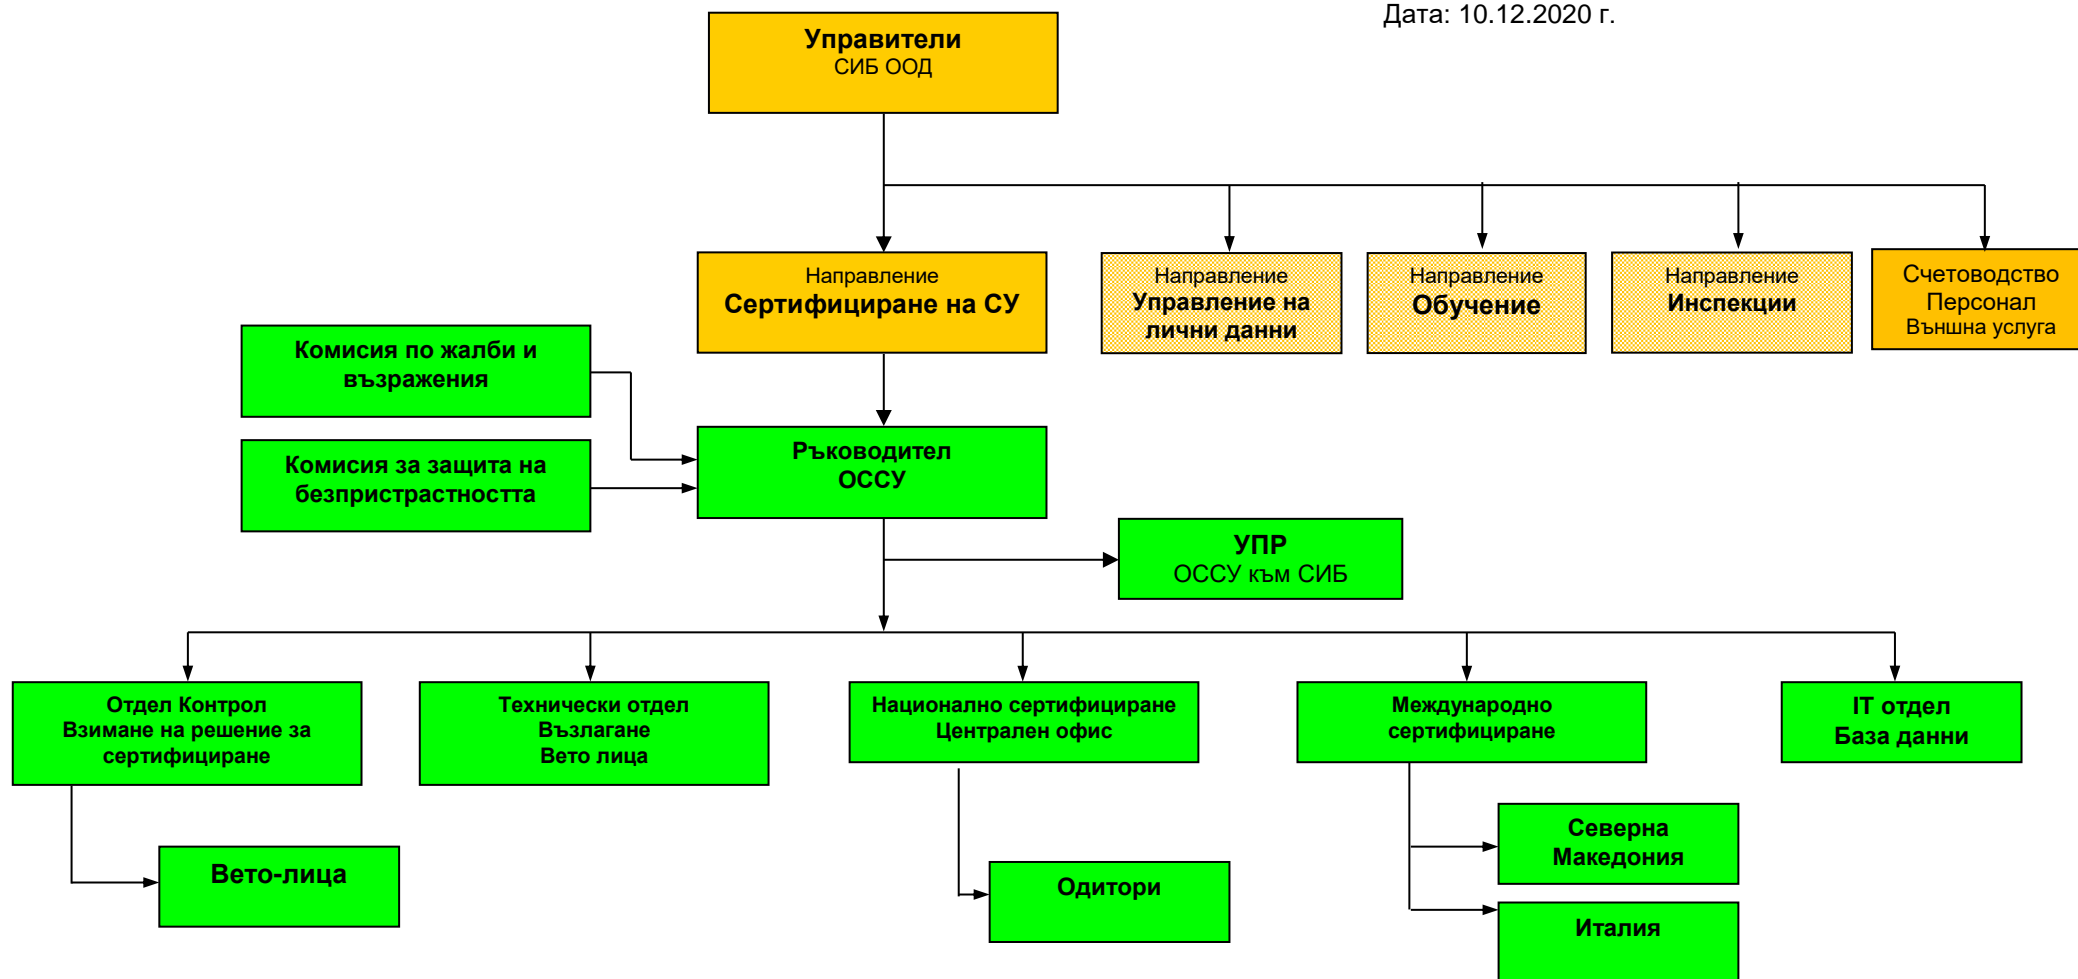 Дата: 10.12.2020 г.
Управители
СИБ ООД
Направление
Сертифициране на СУ
Направление
Управление на
лични данни
Направление
Обучение
Направление
Инспекции
Счетоводство
Персонал
Външна услуга
Комисия по жалби и
възражения
Комисия за защита на
безпристрастността
Ръководител
ОССУ
УПР
ОССУ към СИБ
Отдел Контрол
Взимане на решение за
сертифициране
Технически отдел
Възлагане
Вето лица
Национално сертифициране
Централен офис
Международно
сертифициране
IT отдел
База данни
Вето-лица
Одитори
Северна
Македония
Италия